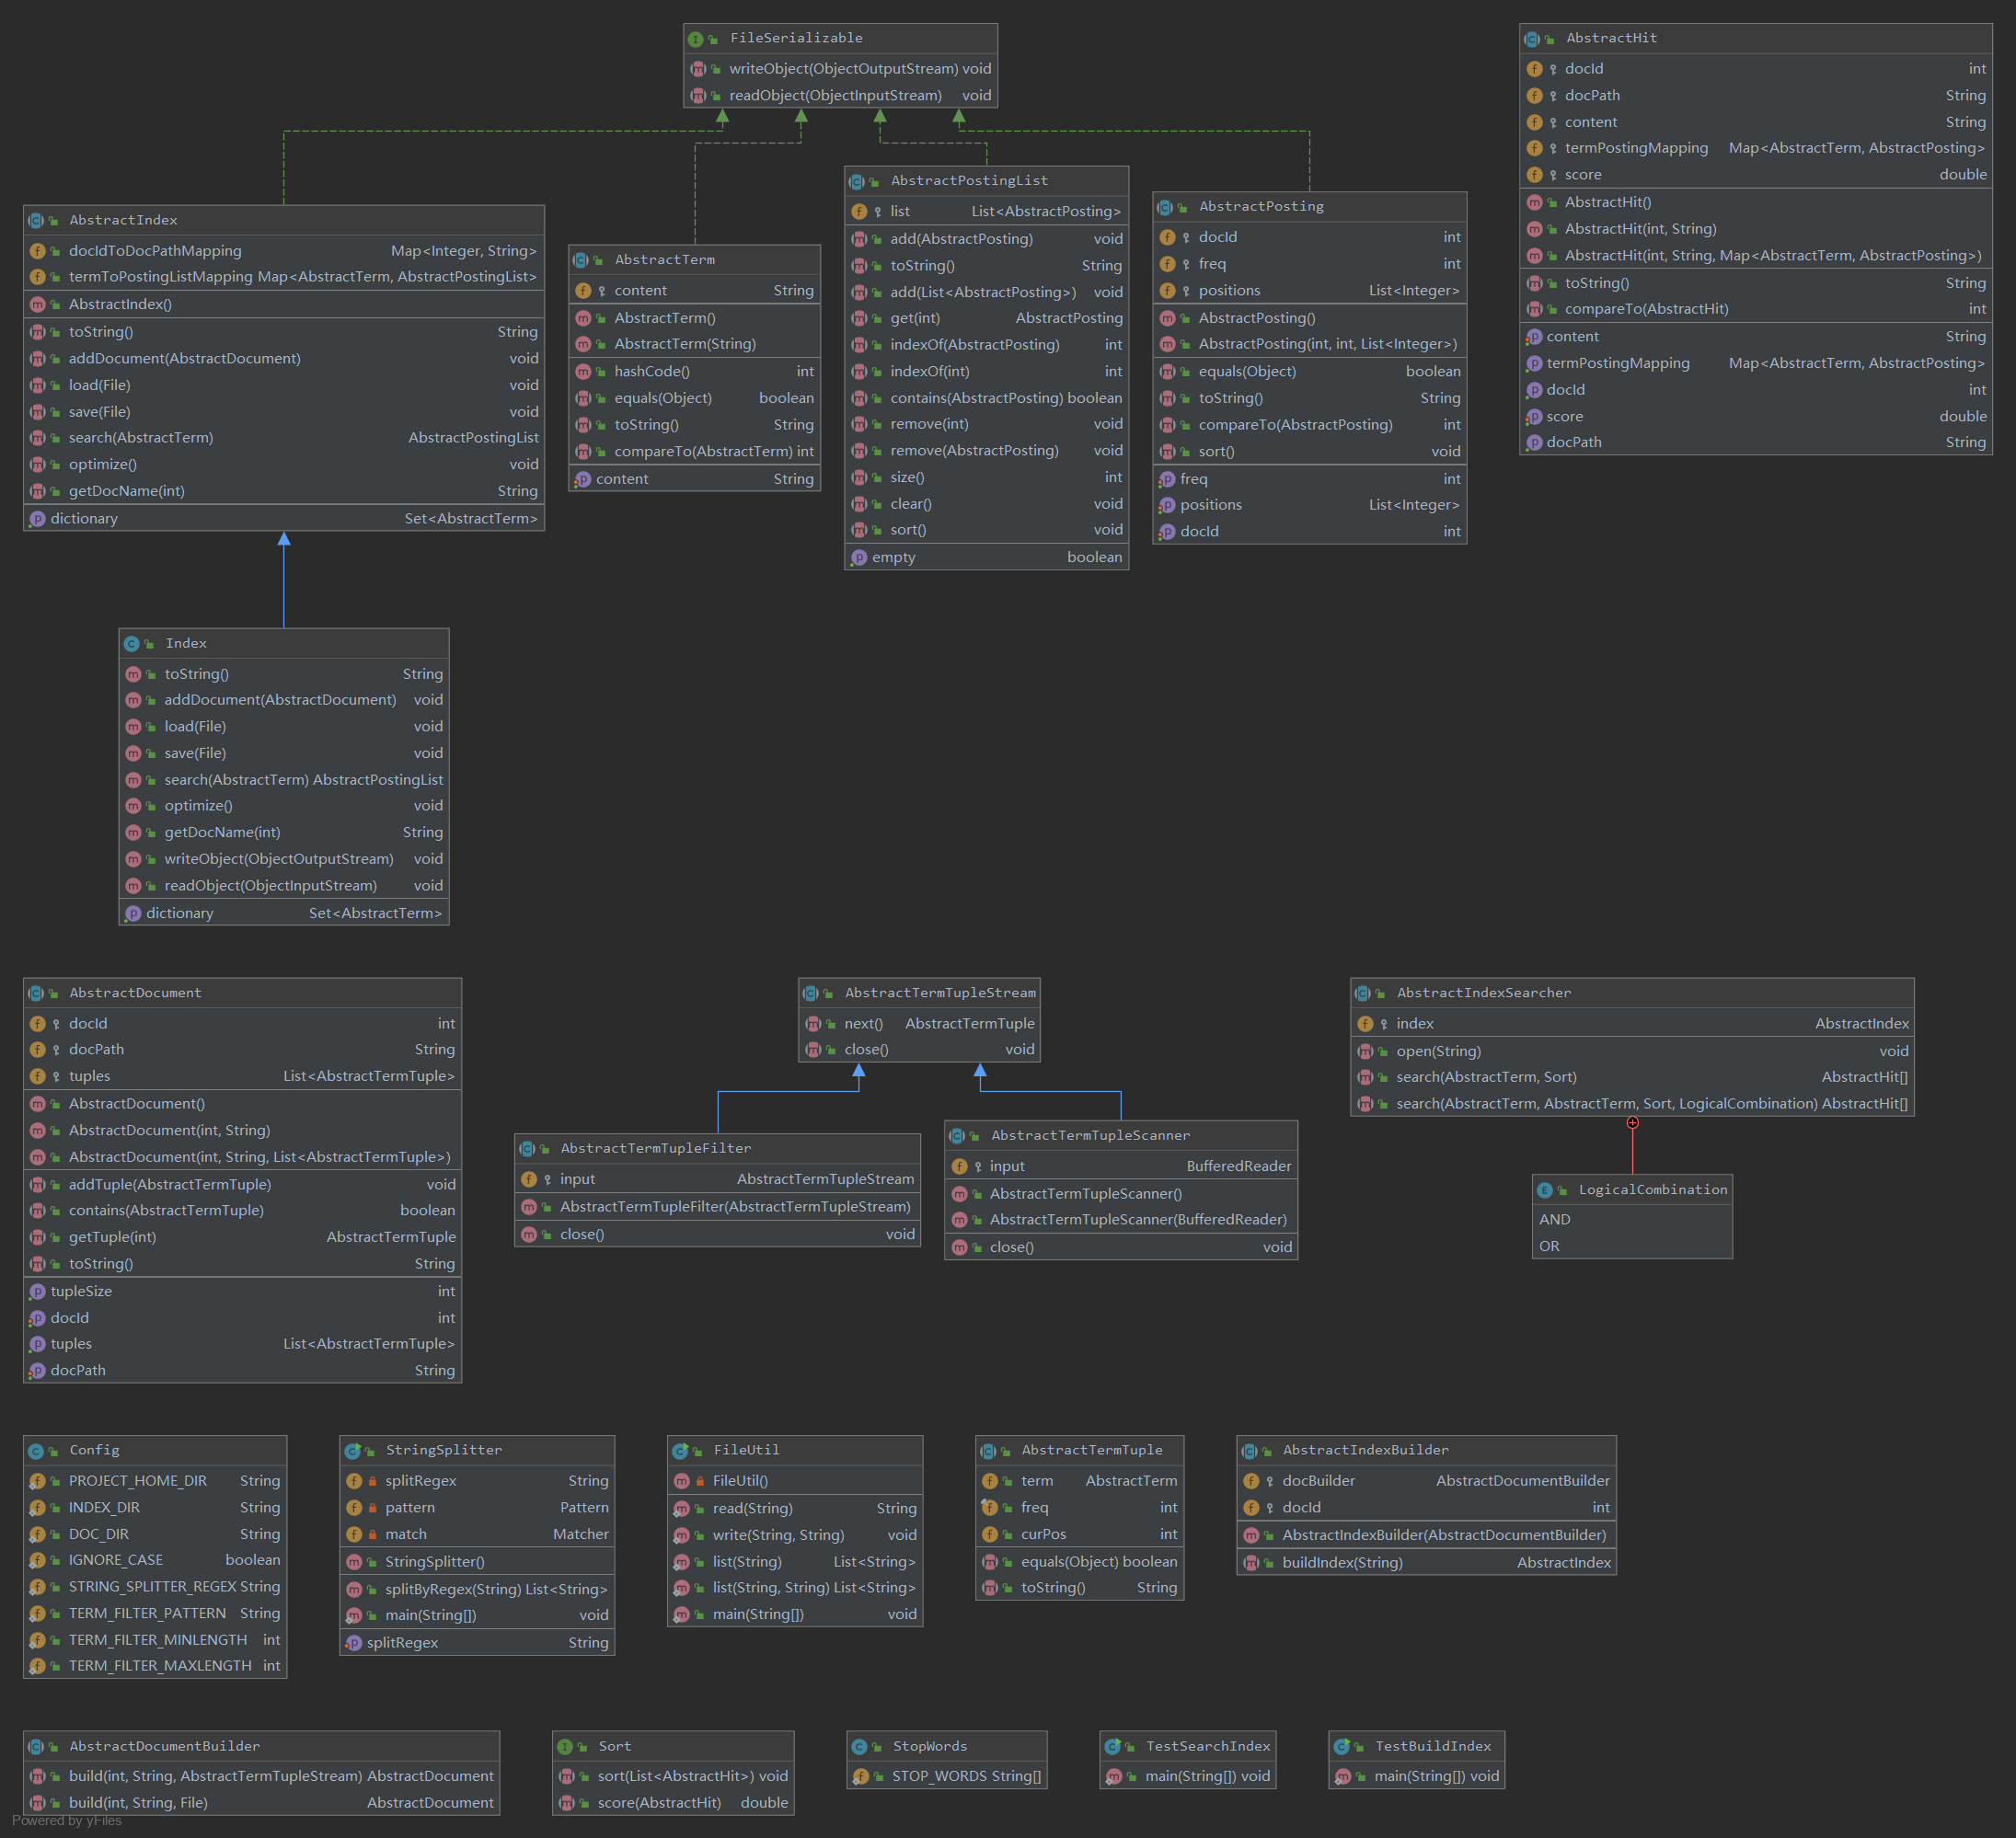 FileSerializable
writeObject(ObjectOutputStream) void
readObject(ObjectInputStream) void
AbstractHit
docId int
docPath String
content String
termPostingMapping Map<AbstractTerm, AbstractPosting>
score double
AbstractHit()
AbstractHit(int, String)
AbstractHit(int, String, Map<AbstractTerm, AbstractPosting>)
toString() String
compareTo(AbstractHit) int
content String
termPostingMapping Map<AbstractTerm, AbstractPosting>
docId int
score double
docPath String
AbstractIndex
docIdToDocPathMapping Map<Integer, String>
termToPostingListMapping Map<AbstractTerm, AbstractPostingList>
AbstractIndex()
toString() String
addDocument(AbstractDocument) void
load(File) void
save(File) void
search(AbstractTerm) AbstractPostingList
optimize() void
getDocName(int) String
dictionary Set<AbstractTerm>
AbstractTerm
content String
AbstractTerm()
AbstractTerm(String)
hashCode() int
equals(Object) boolean
toString() String
compareTo(AbstractTerm) int
content String
AbstractPostingList
list List<AbstractPosting>
add(AbstractPosting) void
toString() String
add(List<AbstractPosting>) void
get(int) AbstractPosting
indexOf(AbstractPosting) int
indexOf(int) int
contains(AbstractPosting) boolean
remove(int) void
remove(AbstractPosting) void
size() int
clear() void
sort() void
empty boolean
AbstractPosting
docId int
freq int
positions List<Integer>
AbstractPosting()
AbstractPosting(int, int, List<Integer>)
equals(Object) boolean
toString() String
compareTo(AbstractPosting) int
sort() void
freq int
positions List<Integer>
docId int
Index
toString() String
addDocument(AbstractDocument) void
load(File) void
save(File) void
search(AbstractTerm) AbstractPostingList
optimize() void
getDocName(int) String
writeObject(ObjectOutputStream) void
readObject(ObjectInputStream) void
dictionary Set<AbstractTerm>
AbstractDocument
docId int
docPath String
tuples List<AbstractTermTuple>
AbstractDocument()
AbstractDocument(int, String)
AbstractDocument(int, String, List<AbstractTermTuple>)
addTuple(AbstractTermTuple) void
contains(AbstractTermTuple) boolean
getTuple(int) AbstractTermTuple
toString() String
tupleSize int
docId int
tuples List<AbstractTermTuple>
docPath String
AbstractTermTupleStream
next() AbstractTermTuple
close() void
AbstractTermTupleFilter
input AbstractTermTupleStream
AbstractTermTupleFilter(AbstractTermTupleStream)
close() void
AbstractTermTupleScanner
input BufferedReader
AbstractTermTupleScanner()
AbstractTermTupleScanner(BufferedReader)
close() void
AbstractIndexSearcher
index AbstractIndex
open(String) void
search(AbstractTerm, Sort) AbstractHit[]
search(AbstractTerm, AbstractTerm, Sort, LogicalCombination) AbstractHit[]
LogicalCombination
AND
OR
Config
PROJECT_HOME_DIR String
INDEX_DIR String
DOC_DIR String
IGNORE_CASE boolean
STRING_SPLITTER_REGEX String
TERM_FILTER_PATTERN String
TERM_FILTER_MINLENGTH int
TERM_FILTER_MAXLENGTH int
StringSplitter
splitRegex String
pattern Pattern
match Matcher
StringSplitter()
splitByRegex(String) List<String>
main(String[]) void
splitRegex String
FileUtil
FileUtil()
read(String) String
write(String, String) void
list(String) List<String>
list(String, String) List<String>
main(String[]) void
AbstractTermTuple
term AbstractTerm
freq int
curPos int
equals(Object) boolean
toString() String
AbstractIndexBuilder
docBuilder AbstractDocumentBuilder
docId int
AbstractIndexBuilder(AbstractDocumentBuilder)
buildIndex(String) AbstractIndex
AbstractDocumentBuilder
build(int, String, AbstractTermTupleStream) AbstractDocument
build(int, String, File) AbstractDocument
Sort
sort(List<AbstractHit>) void
score(AbstractHit) double
StopWords
STOP_WORDS String[]
TestSearchIndex
main(String[]) void
TestBuildIndex
main(String[]) void
Powered by yFiles